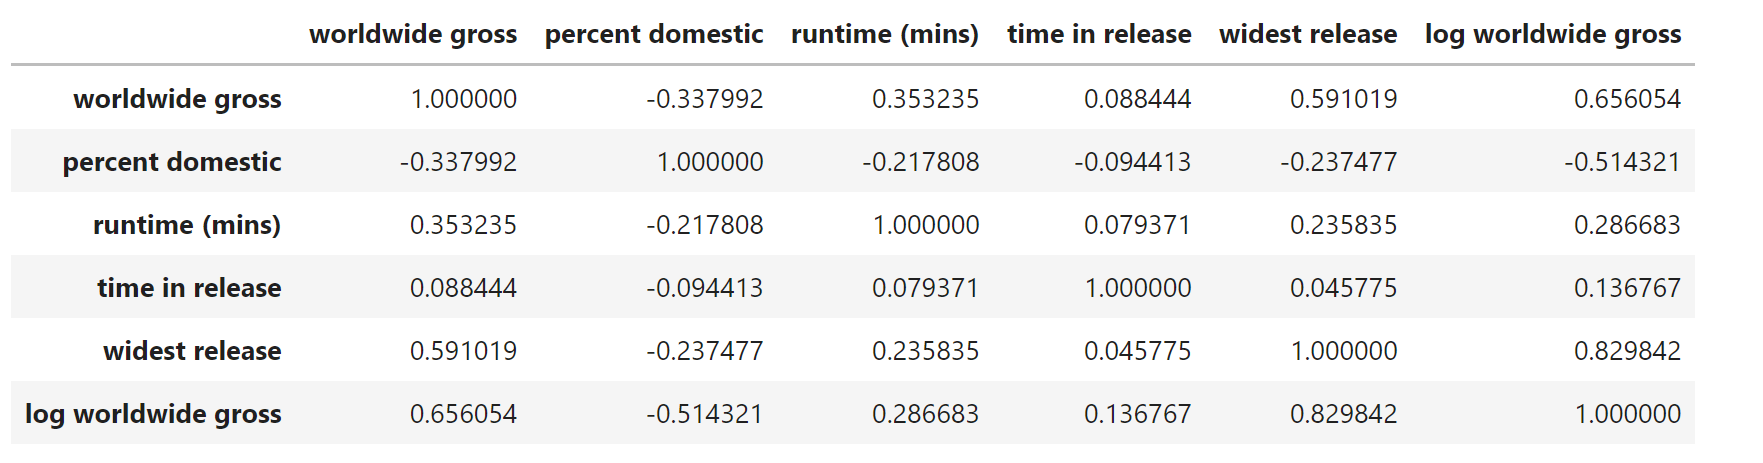 worldwide gross percent domestic runtime (mins) time in release widest release log worldwide gross
worldwide gross 1.000000 -0.337992 0.353235 0.088444 0.591019 0.656054
percent domestic -0.337992 1.000000 -0.217808 -0.094413 -0.237477 -0.514321
runtime (mins) 0.353235 -0.217808 1.000000 0.079371 0.235835 0.286683
time in release 0.088444 -0.094413 0.079371 1.000000 0.045775 0.136767
widest release 0.591019 -0.237477 0.235835 0.045775 1.000000 0.829842
log worldwide gross 0.656054 -0.514321 0.286683 0.136767 0.829842 1.000000